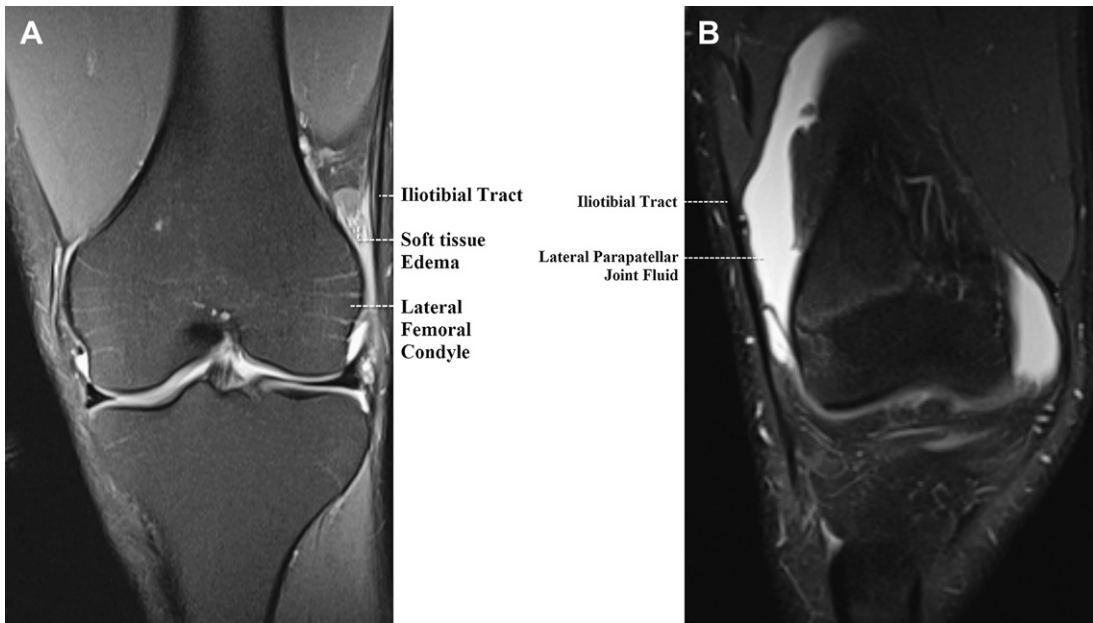 A
Iliotibial Tract
Soft tissue
Edema
Lateral
Femoral
Condyle
B
Iliotibial Tract
Lateral Parapatellar
Joint Fluid